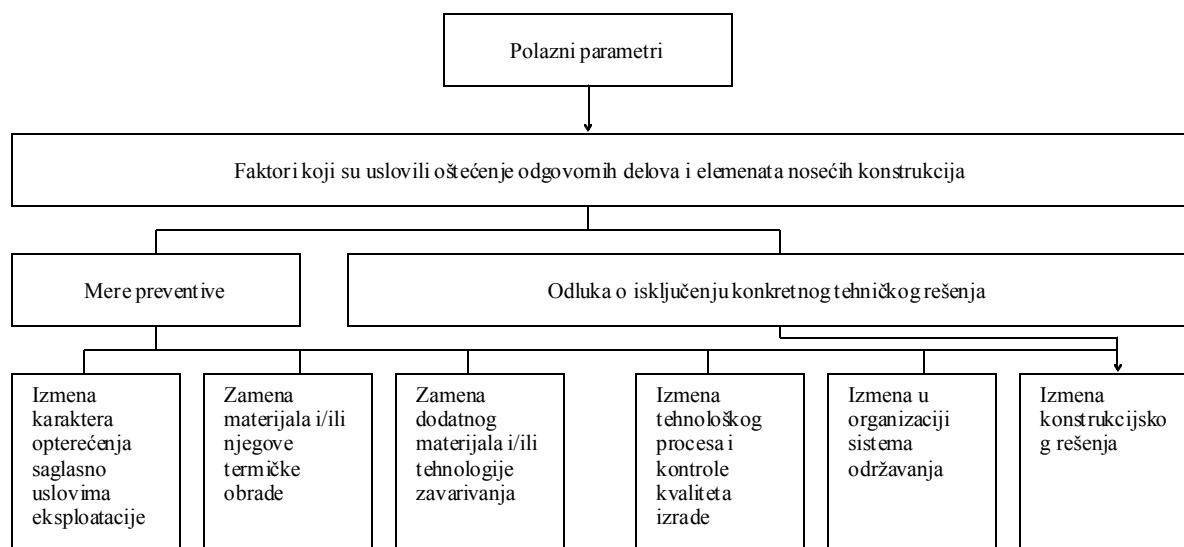 Polazni parametri
Faktori koji su uslovili oštećenje odgovornih delova i elemenata nosećih konstrukcija
Mere preventive
Odluka o isključenju konkretnog tehničkog rešenja
Izmena
karaktera
opterećenja
saglasno
uslovima
eksploatacije
Zamena
materijala i/ili
njegove
termičke
obrade
Zamena
dodatnog
materijala i/ili
tehnologije
zavarivanja
Izmena
tehnološkog
procesa i
kontrole
kvaliteta
izrade
Izmena u
organizaciji
sistema
održavanja
Izmena
konstrukcijsko
g rešenja